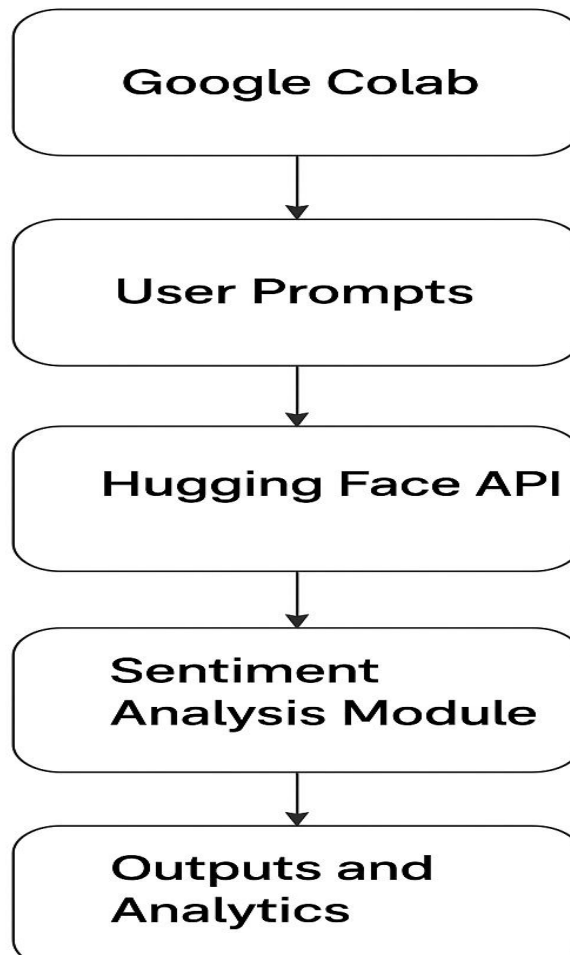 Google Colab
User Prompts
Hugging Face API
Sentiment
Analysis Module
Outputs and
Analytics